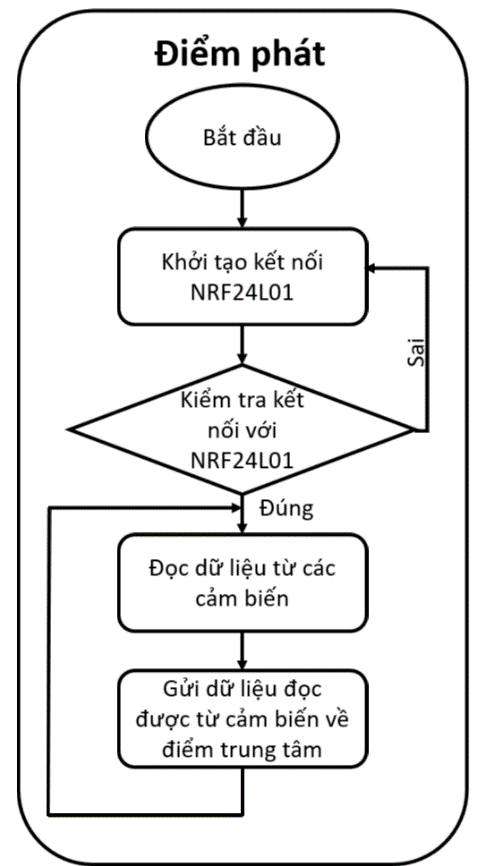 Điểm phát
Bắt đầu
Khởi tạo kết nối
NRF24L01
Sai
Kiểm tra kết
nối với
NRF24L01
Đúng
Đọc dữ liệu từ các
cảm biến
Gửi dữ liệu đọc
được từ cảm biến về
điểm trung tâm